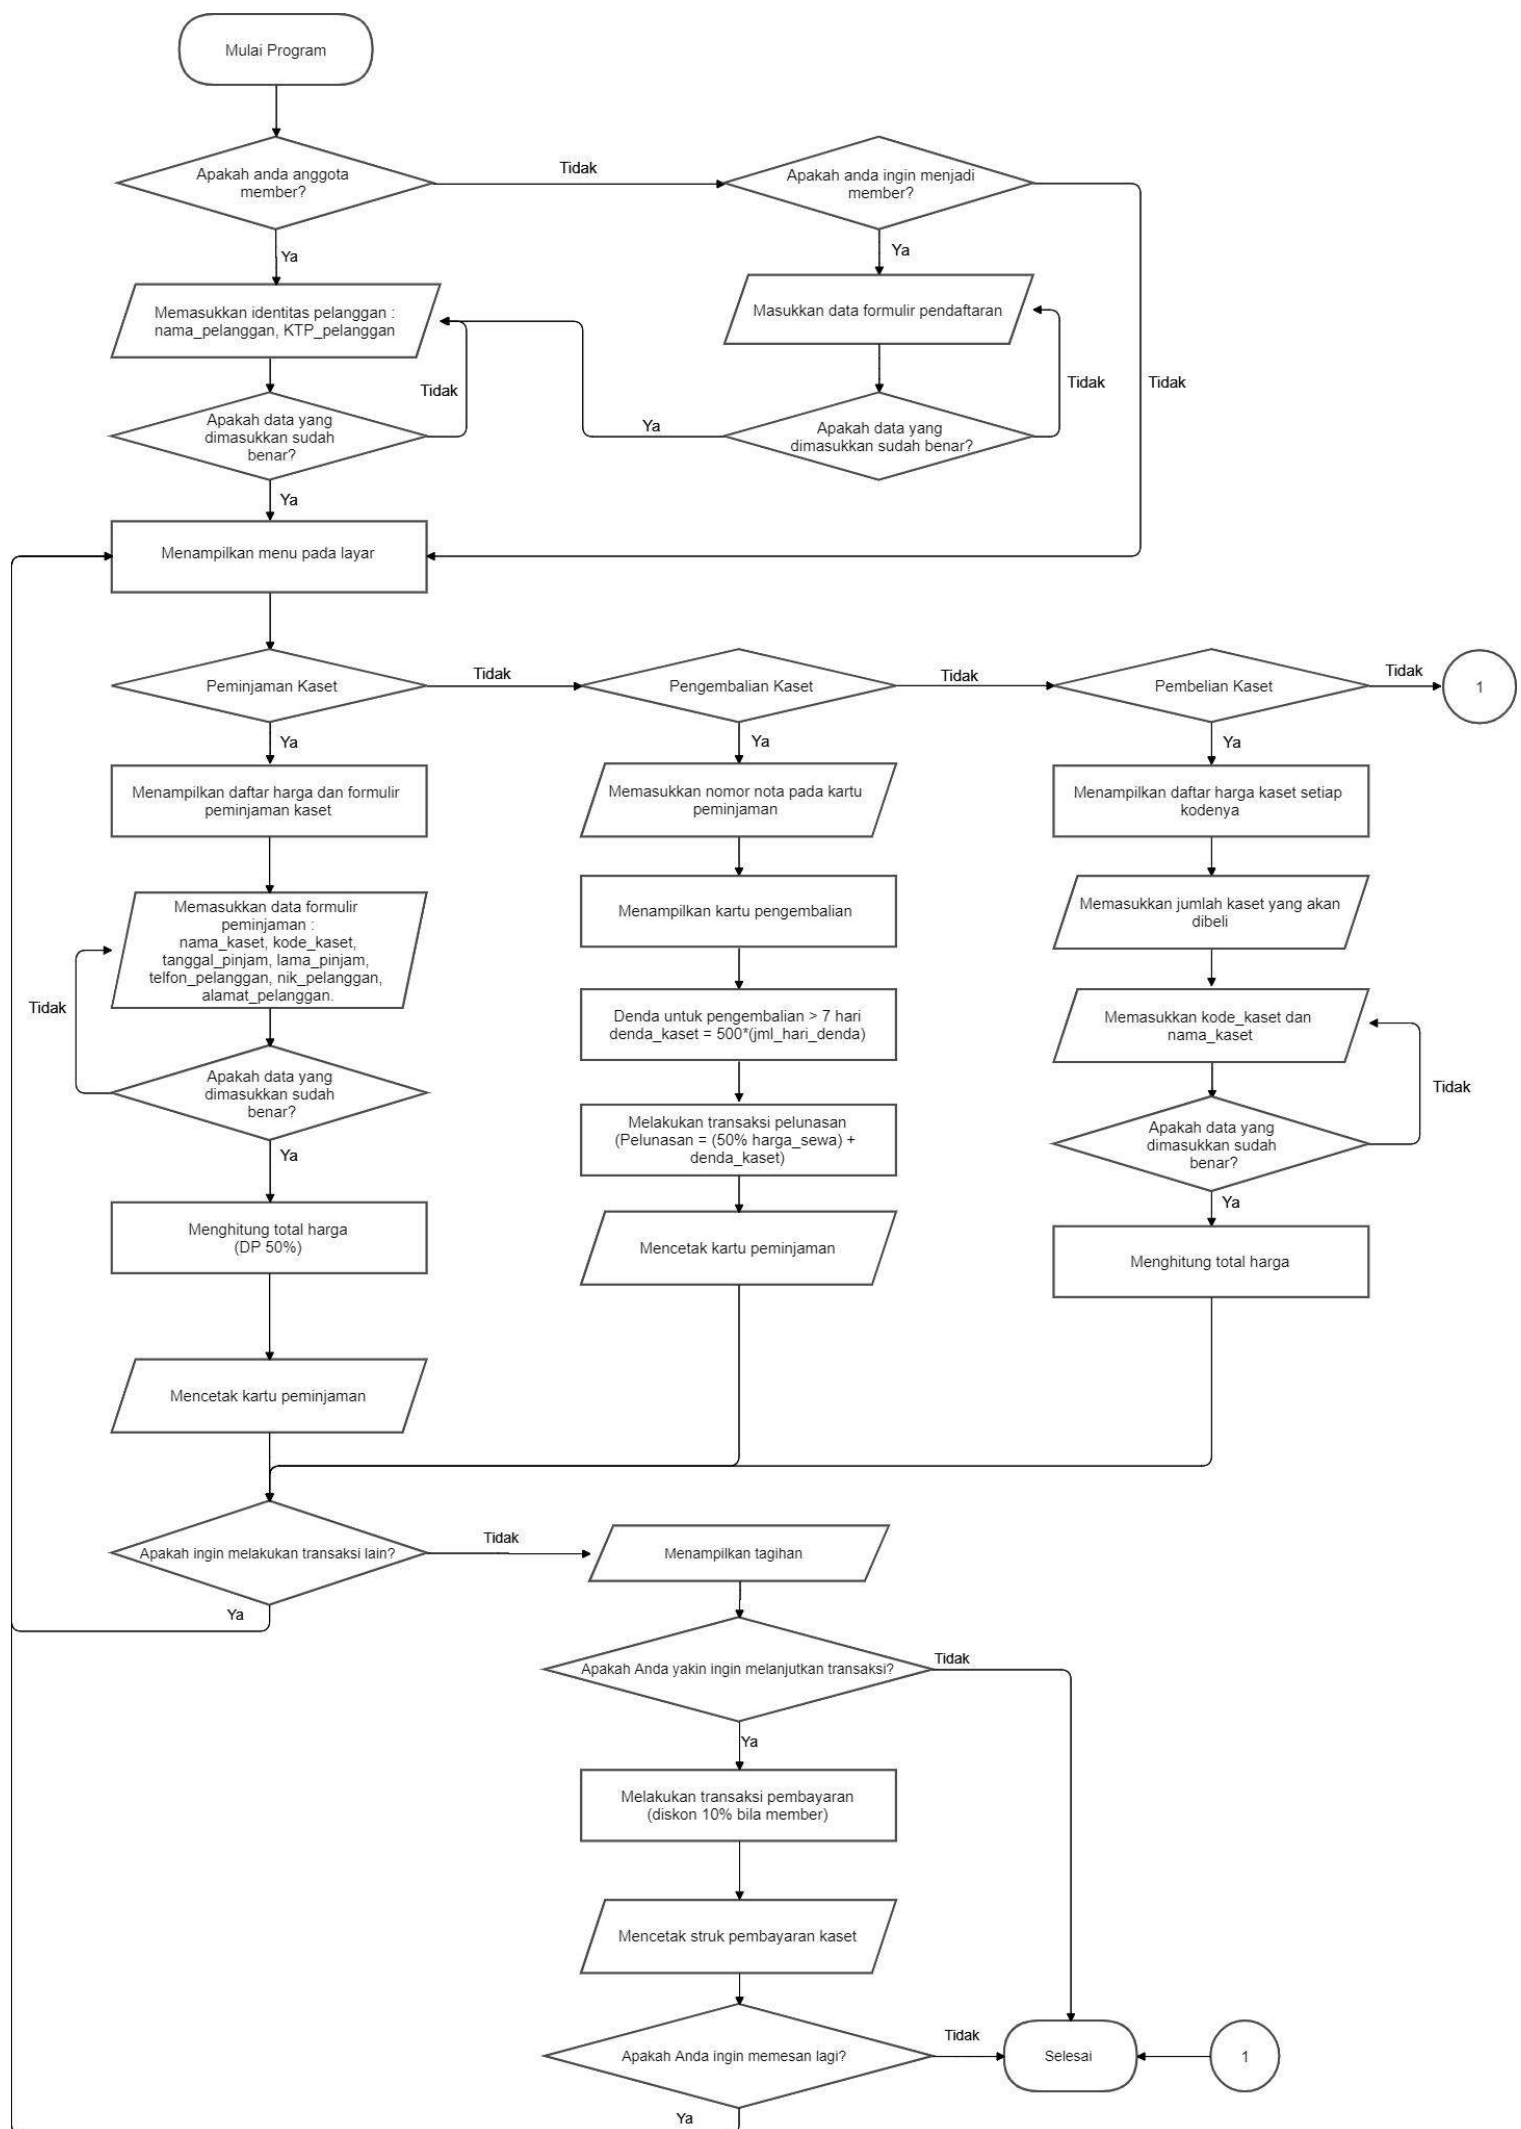 Mulai Program
Apakah anda anggota
member?
Tidak
Apakah anda ingin menjadi
member?
Ya
Ya
Memasukkan identitas pelanggan :
nama_pelanggan, KTP_pelanggan
Masukkan data formulir pendaftaran
Tidak
Tidak
Tidak
Apakah data yang
dimasukkan sudah
benar?
Ya
Apakah data yang
dimasukkan sudah benar?
Ya
Menampilkan menu pada layar
Peminjaman Kaset
Tidak
Pengembalian Kaset
Tidak
Pembelian Kaset
Tidak
1
Ya
Ya
Ya
Menampilkan daftar harga dan formulir
peminjaman kaset
Memasukkan nomor nota pada kartu
peminjaman
Menampilkan daftar harga kaset setiap
kodenya
Memasukkan data formulir
peminjaman :
nama_kaset, kode_kaset,
tanggal_pinjam, lama_pinjam,
telfon_pelanggan, nik_pelanggan,
alamat_pelanggan.
Menampilkan kartu pengembalian
Memasukkan jumlah kaset yang akan
dibeli
Tidak
Denda untuk pengembalian > 7 hari
denda_kaset = 500*(jml_hari_denda)
Memasukkan kode_kaset dan
nama_kaset
Tidak
Apakah data yang
dimasukkan sudah
benar?
Melakukan transaksi pelunasan
(Pelunasan = (50% harga_sewa) +
denda_kaset)
Apakah data yang
dimasukkan sudah
benar?
Ya
Ya
Menghitung total harga
(DP 50%)
Mencetak kartu peminjaman
Menghitung total harga
Mencetak kartu peminjaman
Apakah ingin melakukan transaksi lain?
Tidak
Menampilkan tagihan
Ya
Apakah Anda yakin ingin melanjutkan transaksi?
Tidak
Ya
Melakukan transaksi pembayaran
(diskon 10% bila member)
Mencetak struk pembayaran kaset
Apakah Anda ingin memesan lagi?
Tidak
Selesai
1
Ya